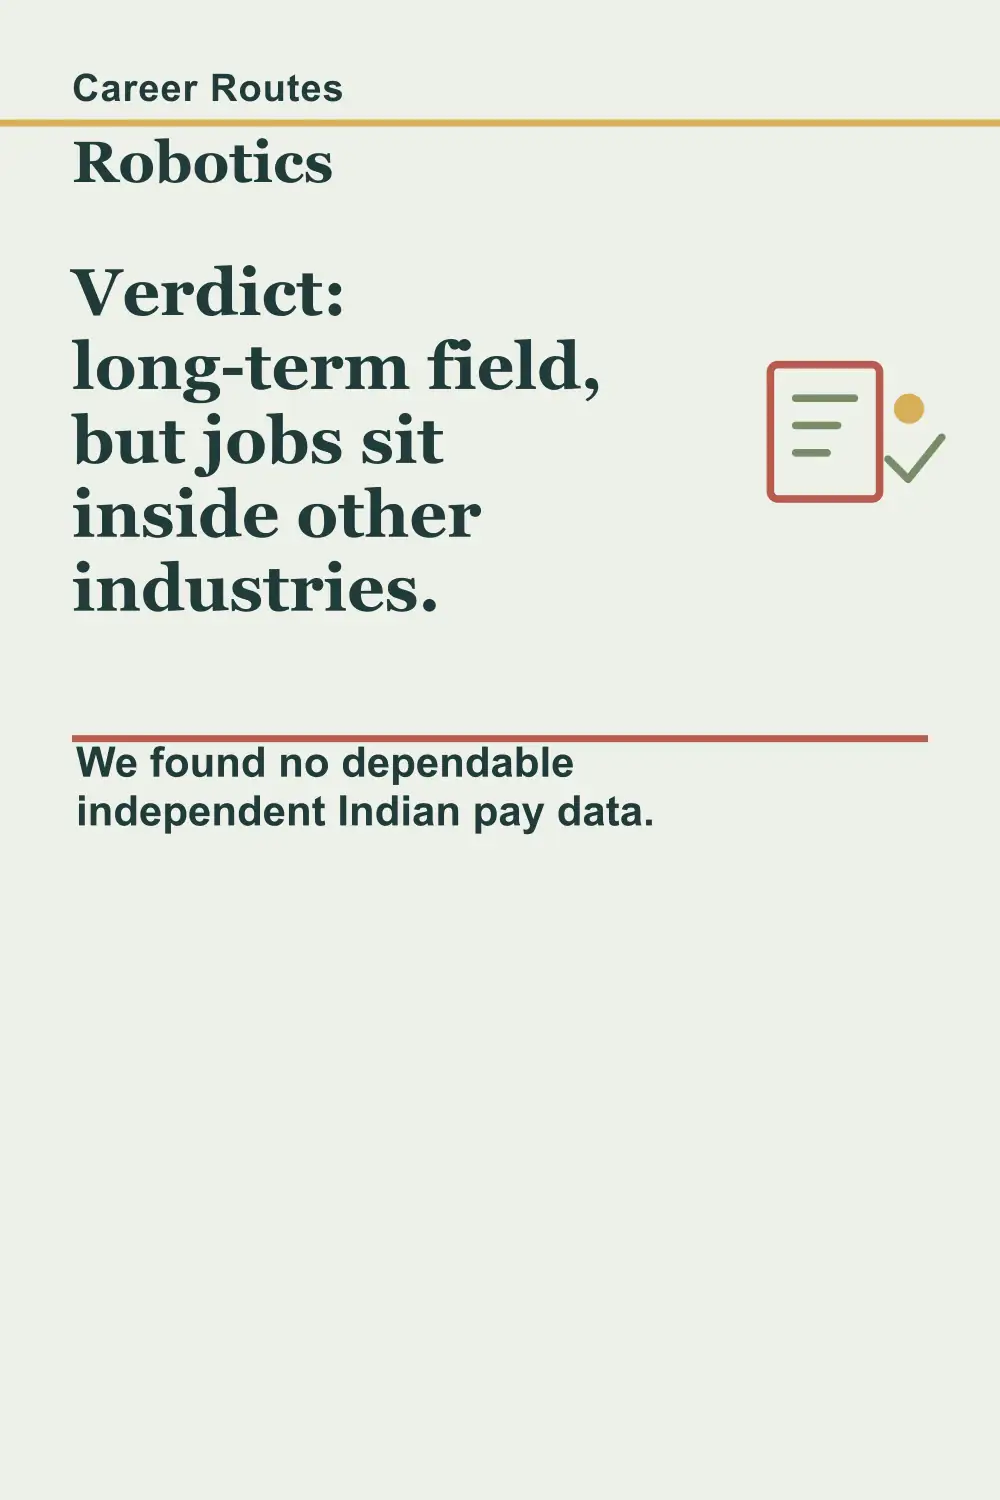 Career Routes
Robotics
Verdict:
long-term field,
but jobs sit
inside other
industries.
We found no dependable
independent Indian pay data.